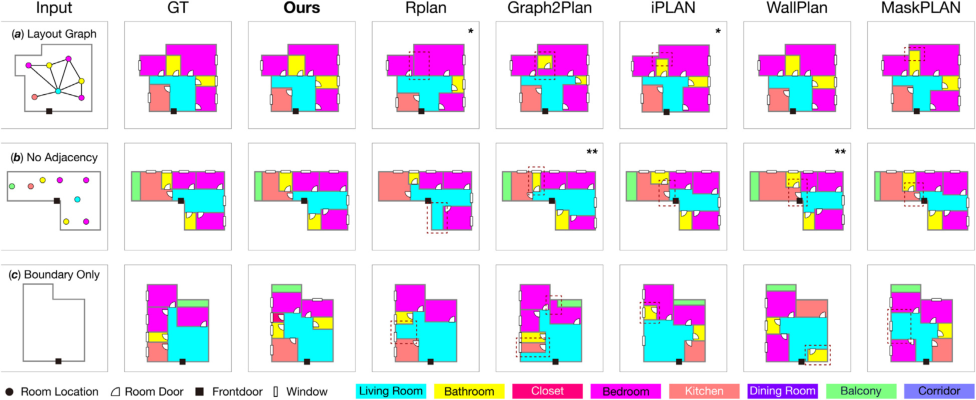 Input GT Ours Rplan Graph2Plan iPLAN WallPlan MaskPLAN
(a) Layout Graph * *
(b) No Adjacency ** **
(c) Boundary Only
Room Location Room Door Frontdoor Window Living Room Bathroom Closet Bedroom Kitchen Dining Room Balcony Corridor